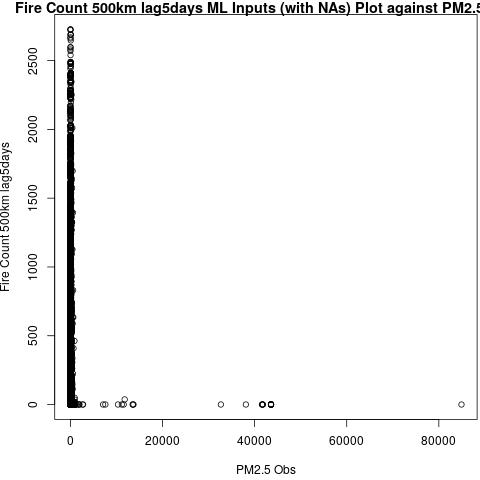 Fire Count 500km lag5days ML Inputs (with NAs) Plot against PM2.5
Fire Count 500km lag5days
2500
2000
1500
1000
500
0
0 20000 40000 60000 80000
PM2.5 Obs